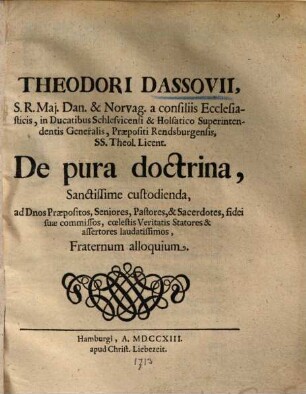 THEODORI DASSOVII,
S. R. Maj. Dan. & Norvag. a consiliis Ecclesia-
sticis, in Ducatibus Schlesvicensi & Holsatico Superinten-
dentis Generalis, Præpositi Rendsburgensis,
SS. Theol. Licent.
De pura doctrina,
Sanctissime custodienda,
ad Dnos Præpositos, Seniores, Pastores, & Sacerdotes, fidei
suæ commissos, cœlestis Veritatis Statores &
assertores laudatissimos,
Fraternum alloquium.
Hamburgi, A. MDCCXIII.
apud Christ. Liebezeit.
1713